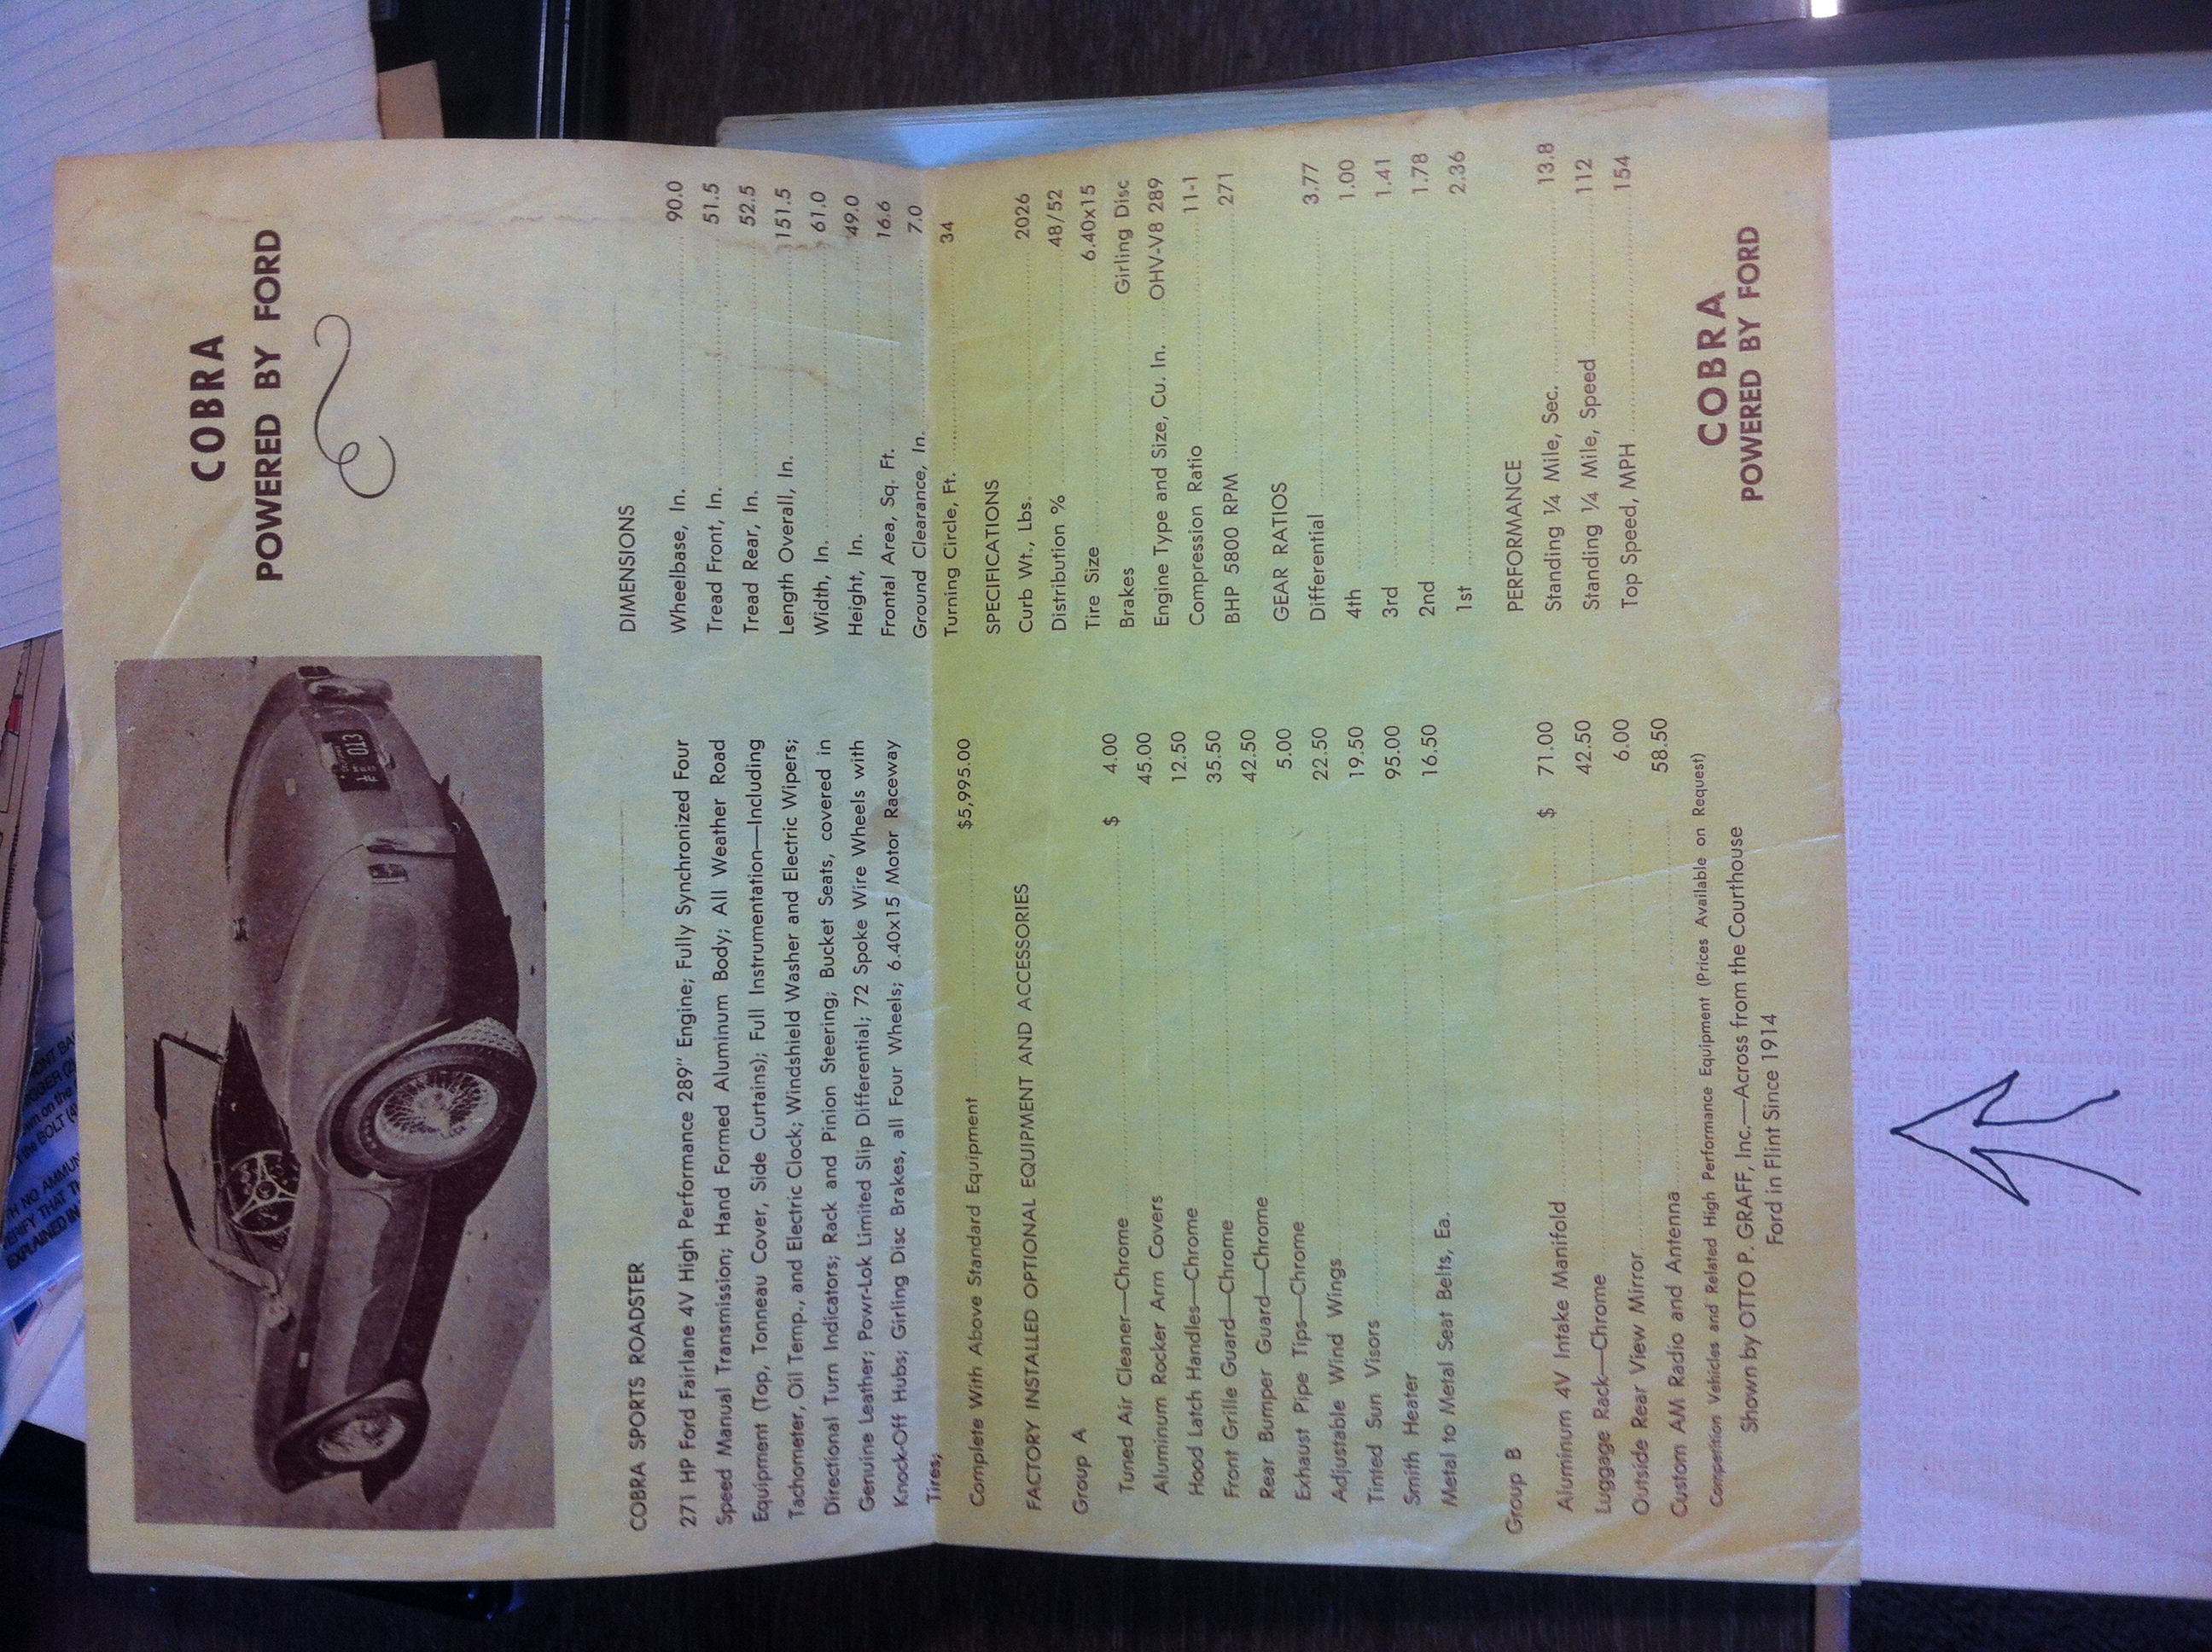 COBRA
POWERED BY FORD
013
COBRA SPORTS ROADSTER
271 HP Ford Fairlane 4V High Performance 289" Engine; Fully Synchronized Four
Speed Manual Transmission; Hand Formed Aluminum Body; All Weather Road
Equipment (Top, Tonneau Cover, Side Curtains); Full Instrumentation—Including
Tachometer, Oil Temp., and Electric Clock; Windshield Washer and Electric Wipers;
Directional Turn Indicators; Rack and Pinion Steering; Bucket Seats, covered in
Genuine Leather; Powr-Lok Limited Slip Differential; 72 Spoke Wire Wheels with
Knock-Off Hubs; Girling Disc Brakes, all Four Wheels; 6.40x15 Motor Raceway
Tires;
Complete With Above Standard Equipment $5,995.00
FACTORY INSTALLED OPTIONAL EQUIPMENT AND ACCESSORIES
Group A
Tuned Air Cleaner—Chrome $ 4.00
Aluminum Rocker Arm Covers 45.00
Hood Latch Handles—Chrome 12.50
Front Grille Guard—Chrome 35.50
Rear Bumper Guard—Chrome 42.50
Exhaust Pipe Tips—Chrome 5.00
Adjustable Wind Wings 22.50
Tinted Sun Visors 19.50
Smith Heater 95.00
Metal to Metal Seat Belts, Ea. 16.50
Group B
Aluminum 4V Intake Manifold $ 71.00
Luggage Rack—Chrome 42.50
Outside Rear View Mirror 6.00
Custom AM Radio and Antenna 58.50
Competition Vehicles and Related High Performance Equipment (Prices Available on Request)
Shown by OTTO P. GRAFF, Inc.—Across from the Courthouse
Ford in Flint Since 1914
DIMENSIONS
Wheelbase, In. 90.0
Tread Front, In. 51.5
Tread Rear, In. 52.5
Length Overall, In. 151.5
Width, In. 61.0
Height, In. 49.0
Frontal Area, Sq. Ft. 16.6
Ground Clearance, In. 7.0
Turning Circle, Ft. 34
SPECIFICATIONS
Curb Wt., Lbs. 2026
Distribution % 48/52
Tire Size 6.40x15
Brakes Girling Disc
Engine Type and Size, Cu. In. OHV-V8 289
Compression Ratio 11-1
BHP 5800 RPM 271
GEAR RATIOS
Differential 3.77
4th 1.00
3rd 1.41
2nd 1.78
1st 2.36
PERFORMANCE
Standing ¼ Mile, Sec. 13.8
Standing ¼ Mile, Speed 112
Top Speed, MPH 154
COBRA
POWERED BY FORD